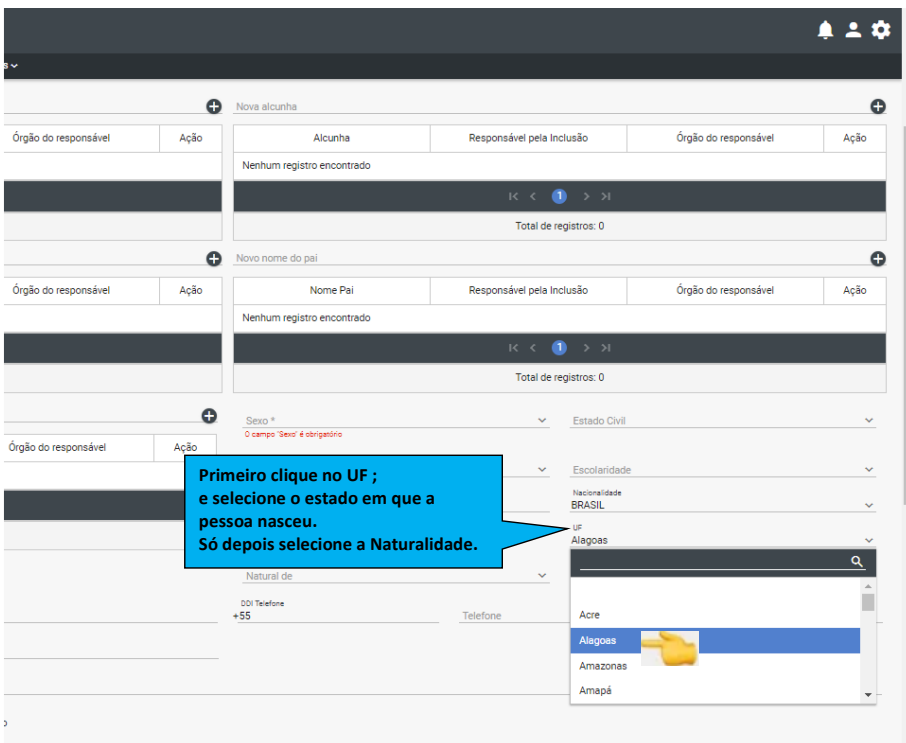 s
Nova alcunha
Órgão do responsável Ação Alcunha Responsável pela Inclusão Órgão do responsável Ação
Nenhum registro encontrado
1
Total de registros: 0
Novo nome do pai
Órgão do responsável Ação Nome Pai Responsável pela Inclusão Órgão do responsável Ação
Nenhum registro encontrado
1
Total de registros: 0
Sexo * Estado Civil
O campo "Sexo" é obrigatório
Órgão do responsável Ação
Primeiro clique no UF ;
e selecione o estado em que a
pessoa nasceu.
Só depois selecione a Naturalidade.
Escolaridade
Nacionalidade
BRASIL
UF
Alagoas
Natural de
DDI Telefone
+55 Telefone
Acre
Alagoas
Amazonas
Amapá